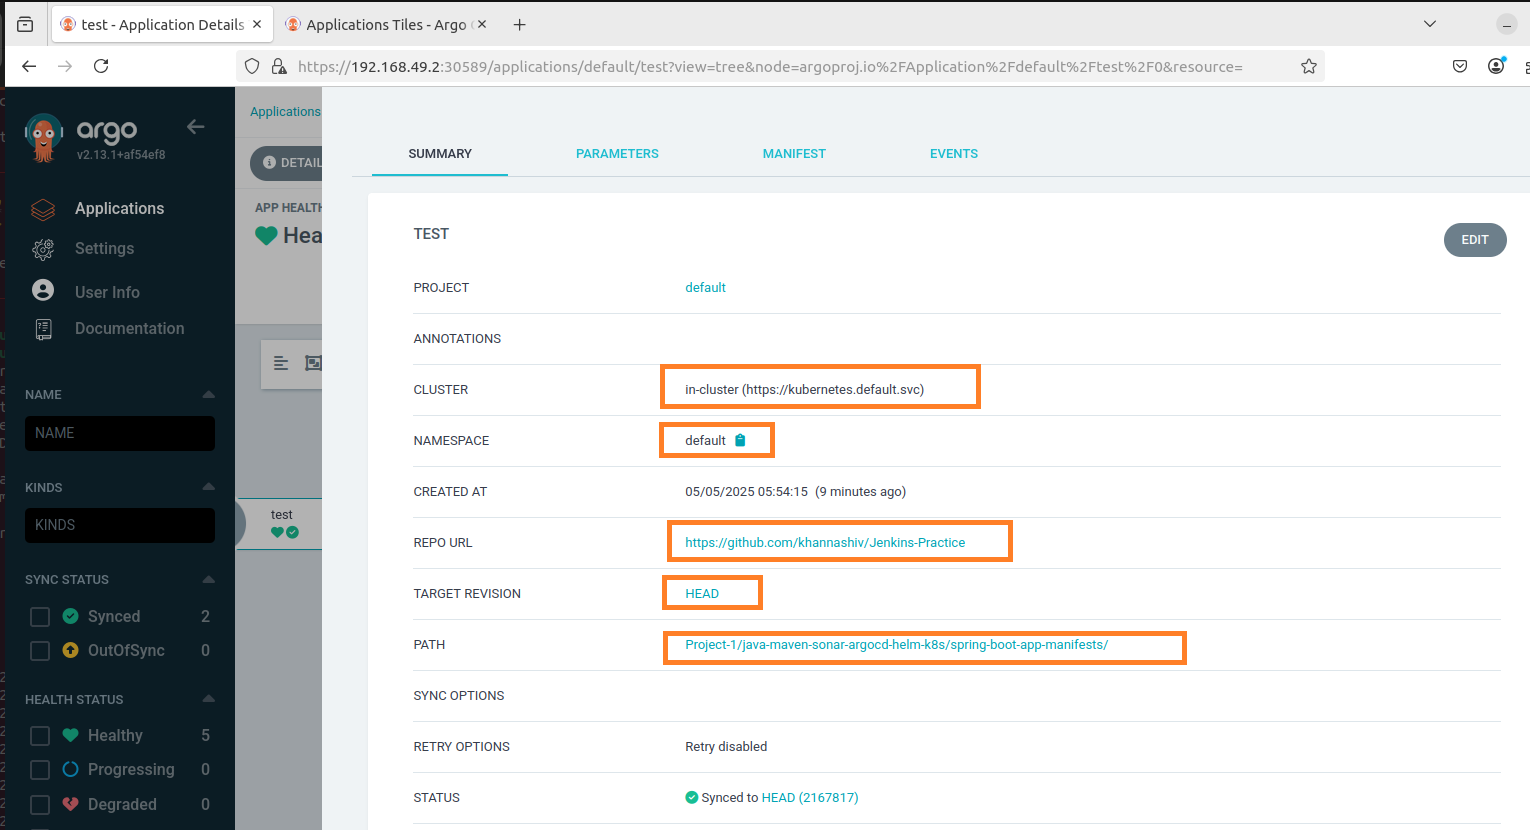 test - Application Details
Applications Tiles - Argo
https://192.168.49.2:30589/applications/default/test?view=tree&node=argoproj.io%2FApplication%2Fdefault%2Ftest%2F0&resource=
argo
v2.13.1+af54ef8
Applications
Settings
User Info
Documentation
NAME
NAME
KINDS
KINDS
SYNC STATUS
Synced 2
OutOfSync 0
HEALTH STATUS
Healthy 5
Progressing 0
Degraded 0
Applications
DETAIL
APP HEALTH
Hea
test
SUMMARY PARAMETERS MANIFEST EVENTS
TEST
EDIT
PROJECT default
ANNOTATIONS
CLUSTER in-cluster (https://kubernetes.default.svc)
NAMESPACE default
CREATED AT 05/05/2025 05:54:15 (9 minutes ago)
REPO URL https://github.com/khannashiv/Jenkins-Practice
TARGET REVISION HEAD
PATH Project-1/java-maven-sonar-argocd-helm-k8s/spring-boot-app-manifests/
SYNC OPTIONS
RETRY OPTIONS Retry disabled
STATUS Synced to HEAD (2167817)